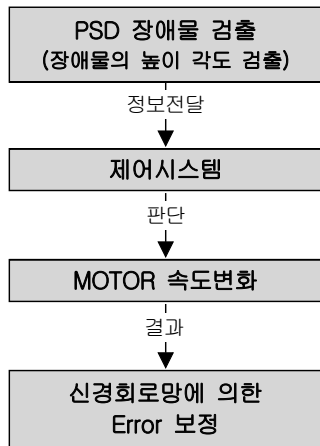 PSD 장애물 검출
(장애물의 높이 각도 검출)
정보전달
제어시스템
판단
MOTOR 속도변화
결과
신경회로망에 의한
Error 보정